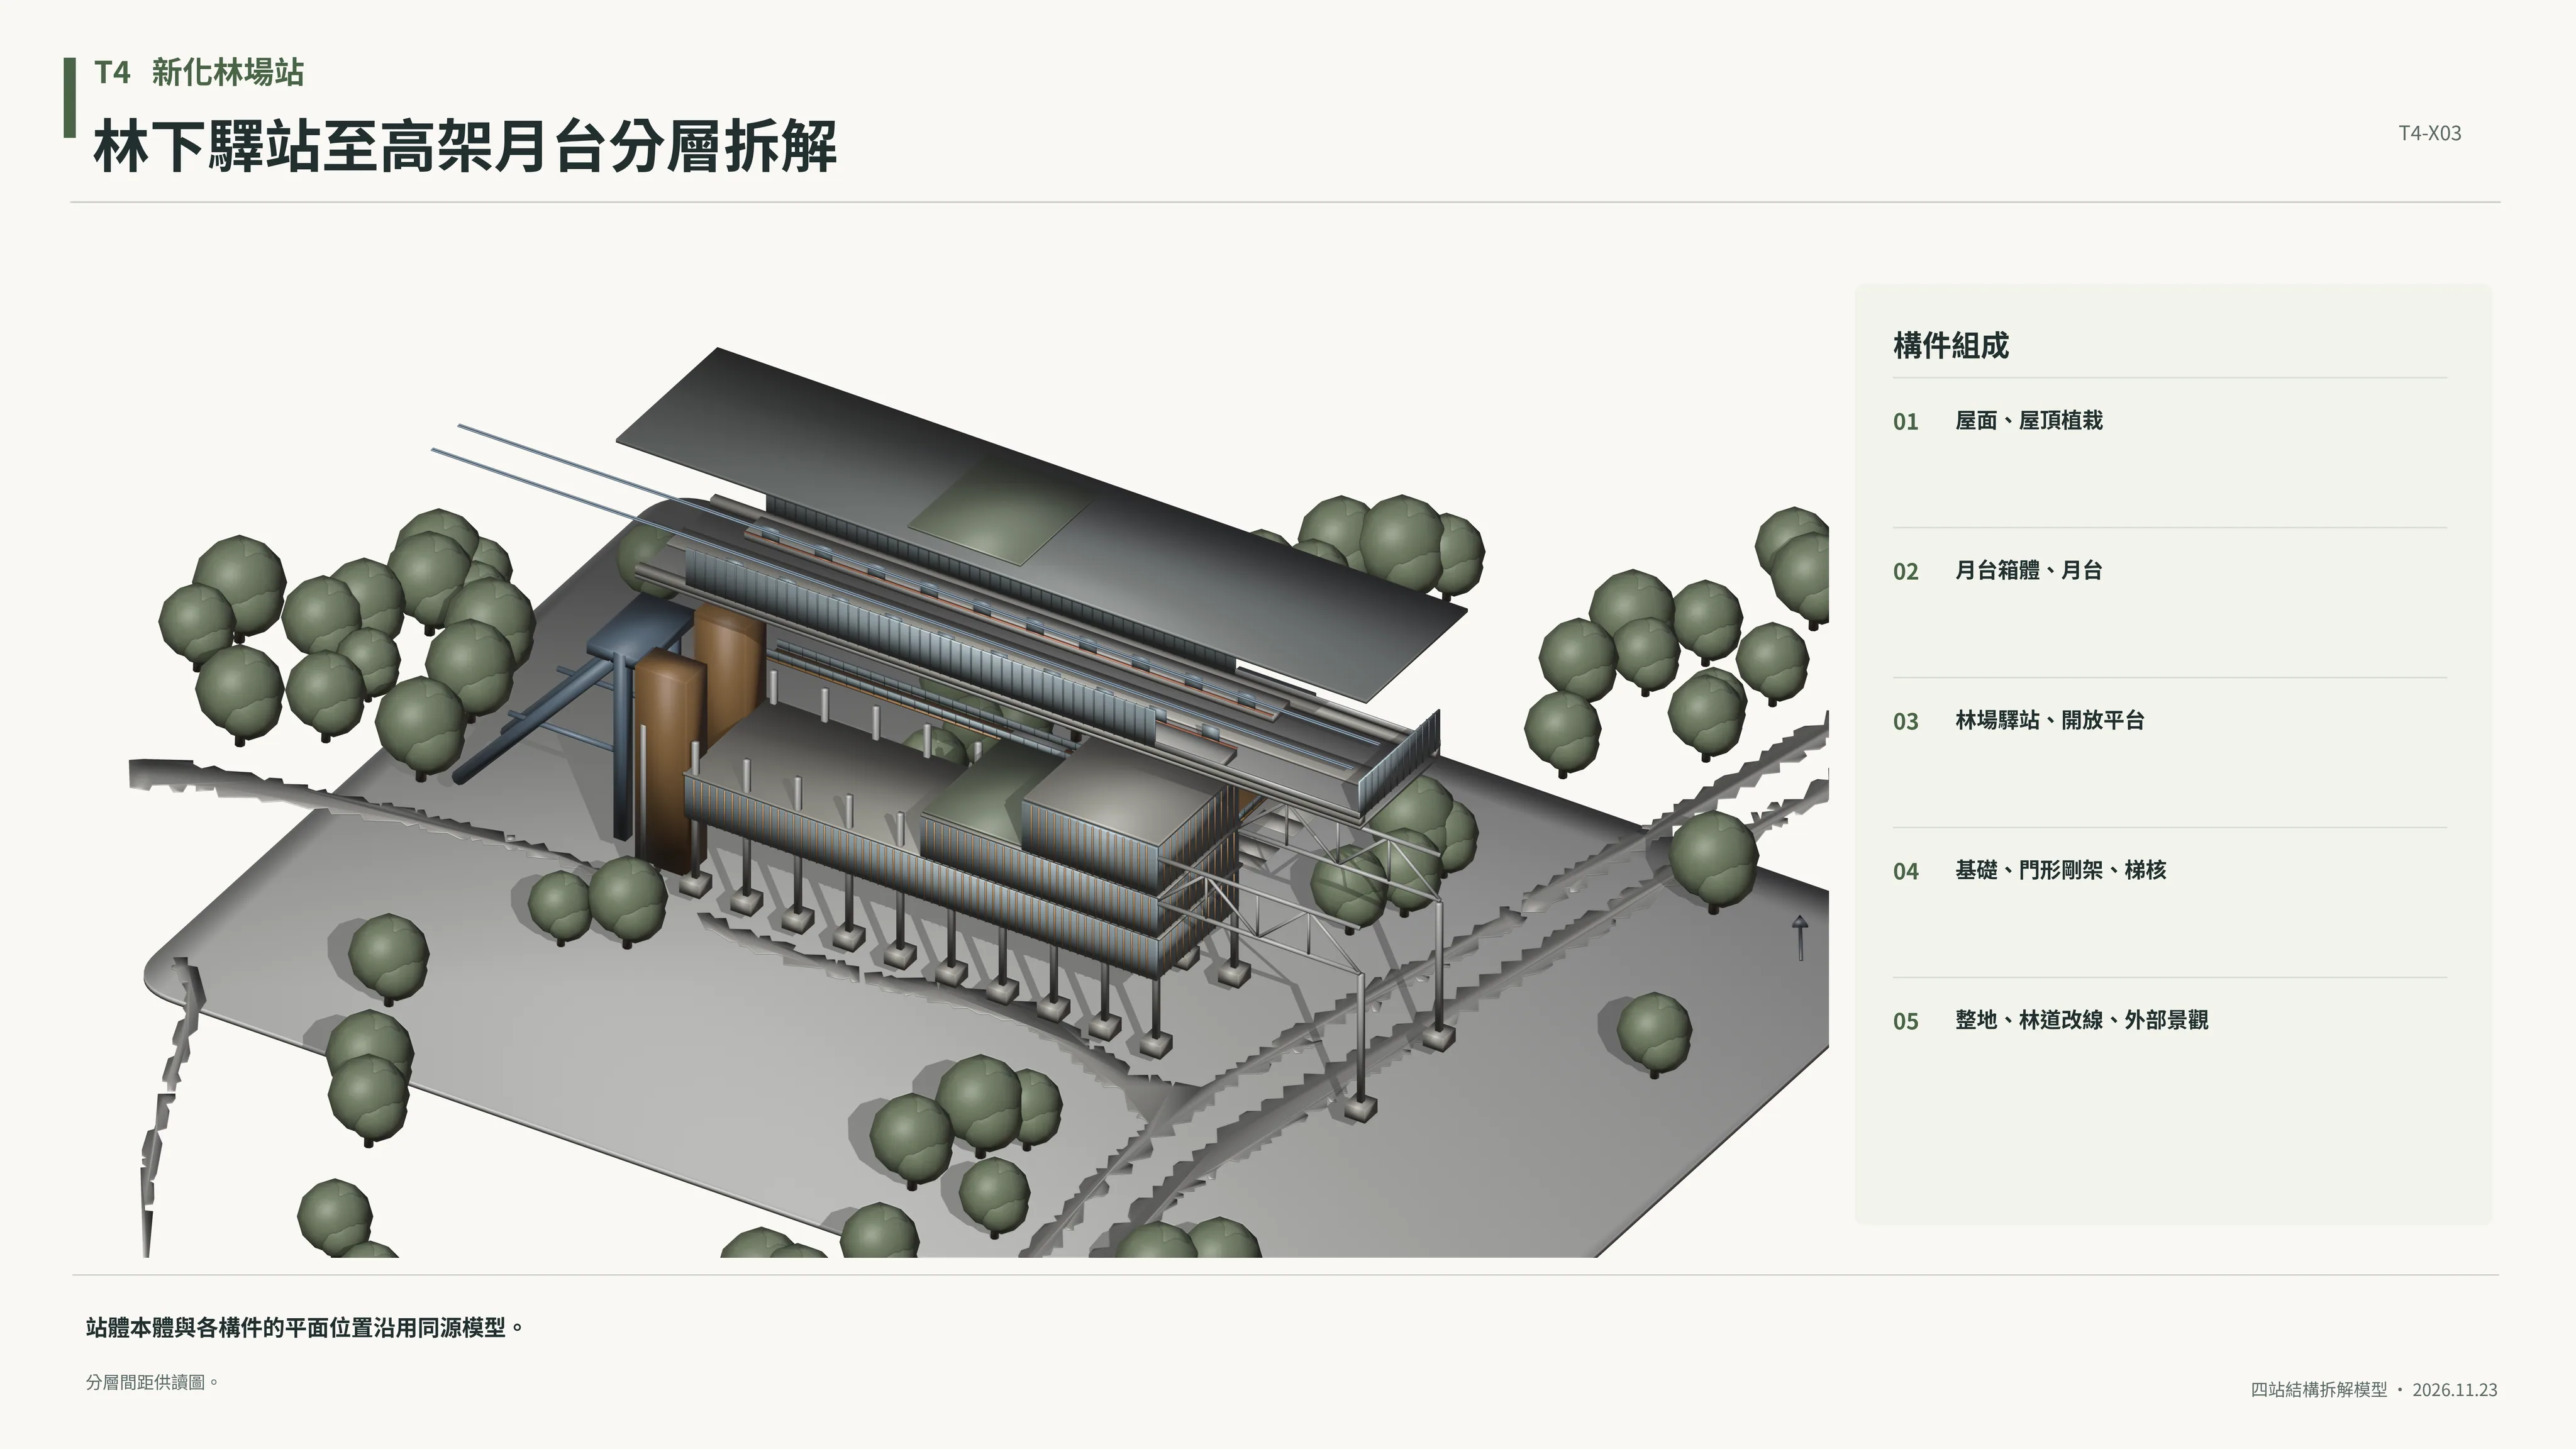 T4 新化林場站
林下驛站至高架月台分層拆解
T4-X03
構件組成
01 屋面、屋頂植栽
02 月台箱體、月台
03 林場驛站、開放平台
04 基礎、門形剛架、梯核
05 整地、林道改線、外部景觀
站體本體與各構件的平面位置沿用同源模型。
分層間距供讀圖。
四站結構拆解模型 · 2026.11.23